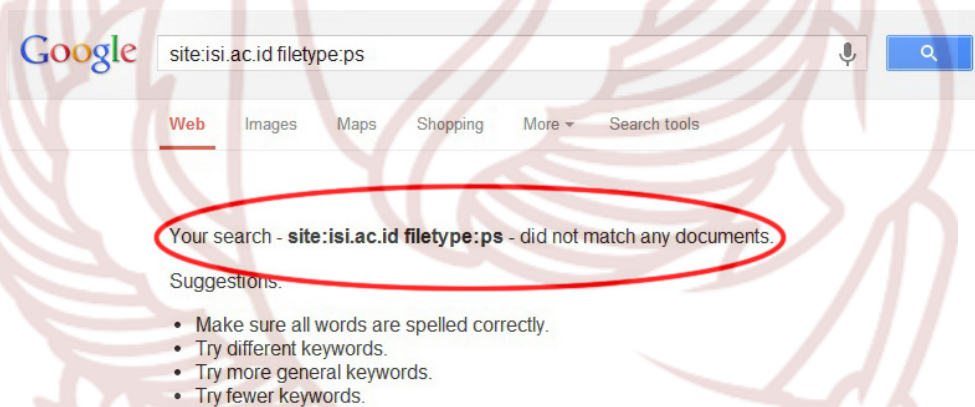 Google site:isi.ac.id filetype:ps
Web Images Maps Shopping More Search tools
Your search - site:isi.ac.id filetype:ps - did not match any documents.
Suggestions:
• Make sure all words are spelled correctly.
• Try different keywords.
• Try more general keywords.
• Try fewer keywords.